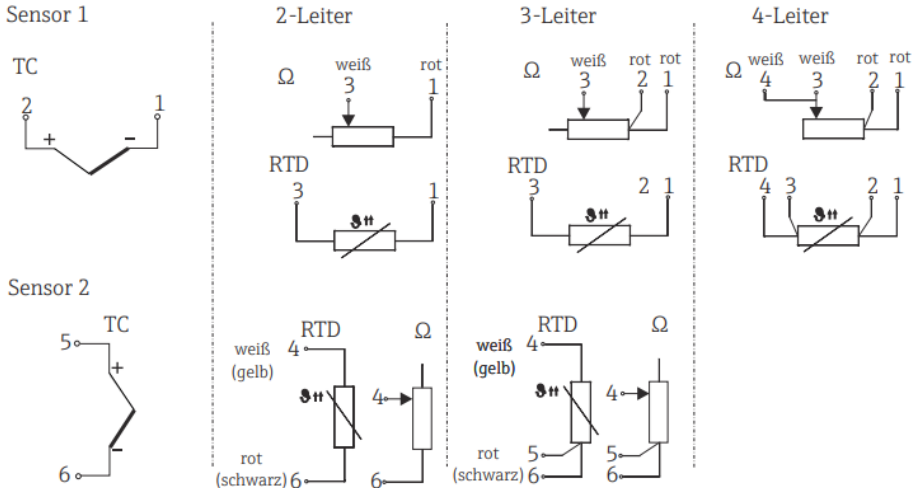 Sensor 1
2-Leiter
3-Leiter
4-Leiter
TC
2
1
+
-
Ω
weiß
3
rot
1
RTD
3
1
Ω
weiß
3
rot rot
2 1
RTD
3
2 1
Ω
weiß weiß
4 3
rot rot
2 1
RTD
4 3
2 1
Sensor 2
TC
5
+
-
6
RTD
Ω
weiß
(gelb)
4
4
rot
(schwarz)
6
6
RTD
Ω
weiß
(gelb)
4
4
rot
(schwarz)
5
6
5
6